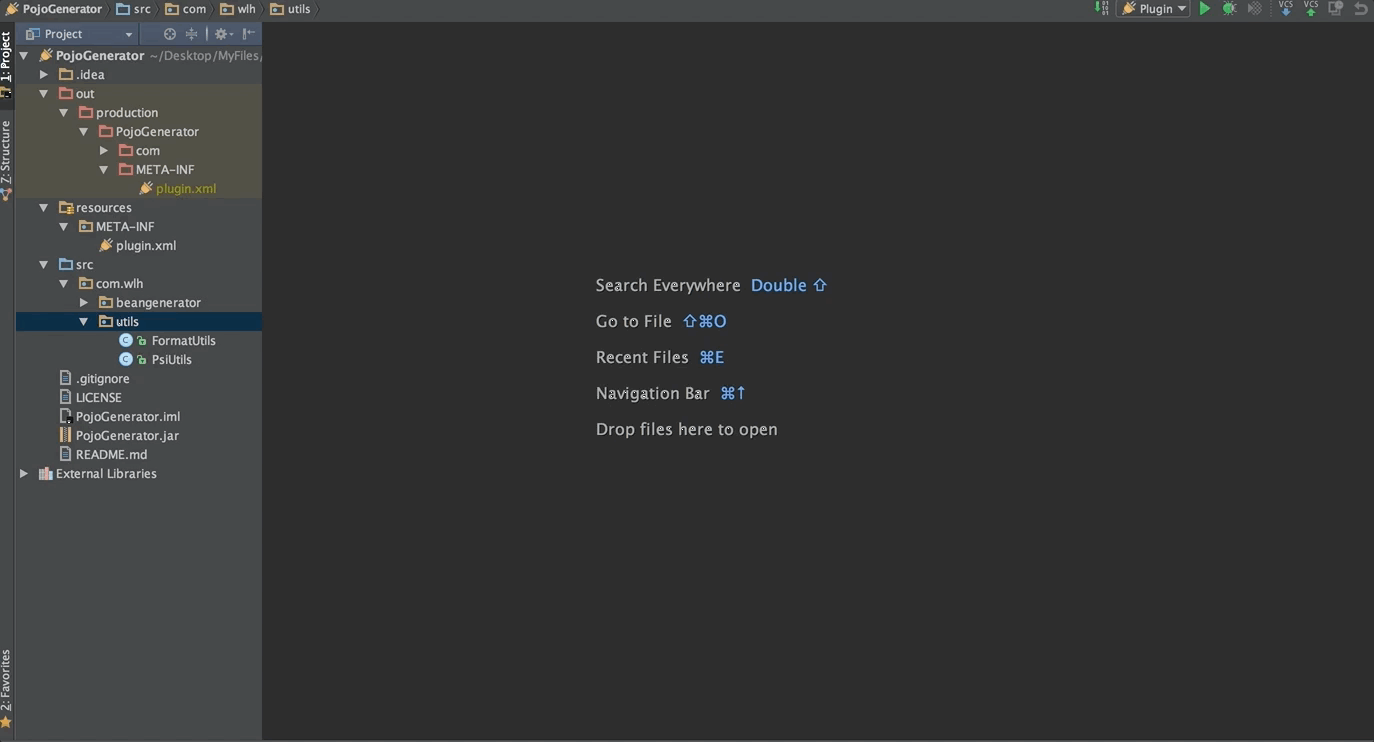 PojoGenerator src com wlh utils
Plugin
VCS VCS
1: Project
Z: Structure
2: Favorites
Project
PojoGenerator ~/Desktop/MyFiles/
.idea
out
production
PojoGenerator
com
META-INF
plugin.xml
resources
META-INF
plugin.xml
src
com.wlh
beangenerator
utils
C FormatUtils
C PsiUtils
.gitignore
LICENSE
PojoGenerator.iml
PojoGenerator.jar
README.md
External Libraries
Search Everywhere Double ⇧
Go to File ⇧⌘O
Recent Files ⌘E
Navigation Bar ⌘↑
Drop files here to open